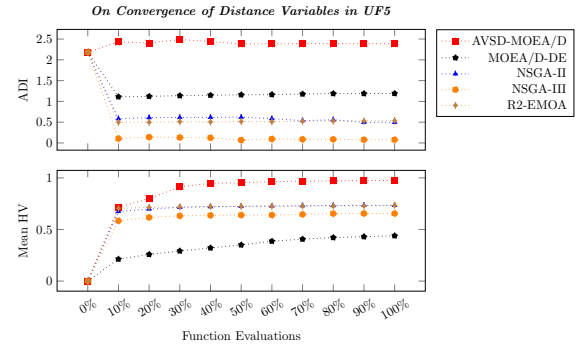 On Convergence of Distance Variables in UF5
2.5
2
1.5
1
0.5
0
ADI
AVSD-MOEA/D
MOEA/D-DE
NSGA-II
NSGA-III
R2-EMOA
1
0.5
0
Mean HV
0% 10% 20% 30% 40% 50% 60% 70% 80% 90% 100%
Function Evaluations